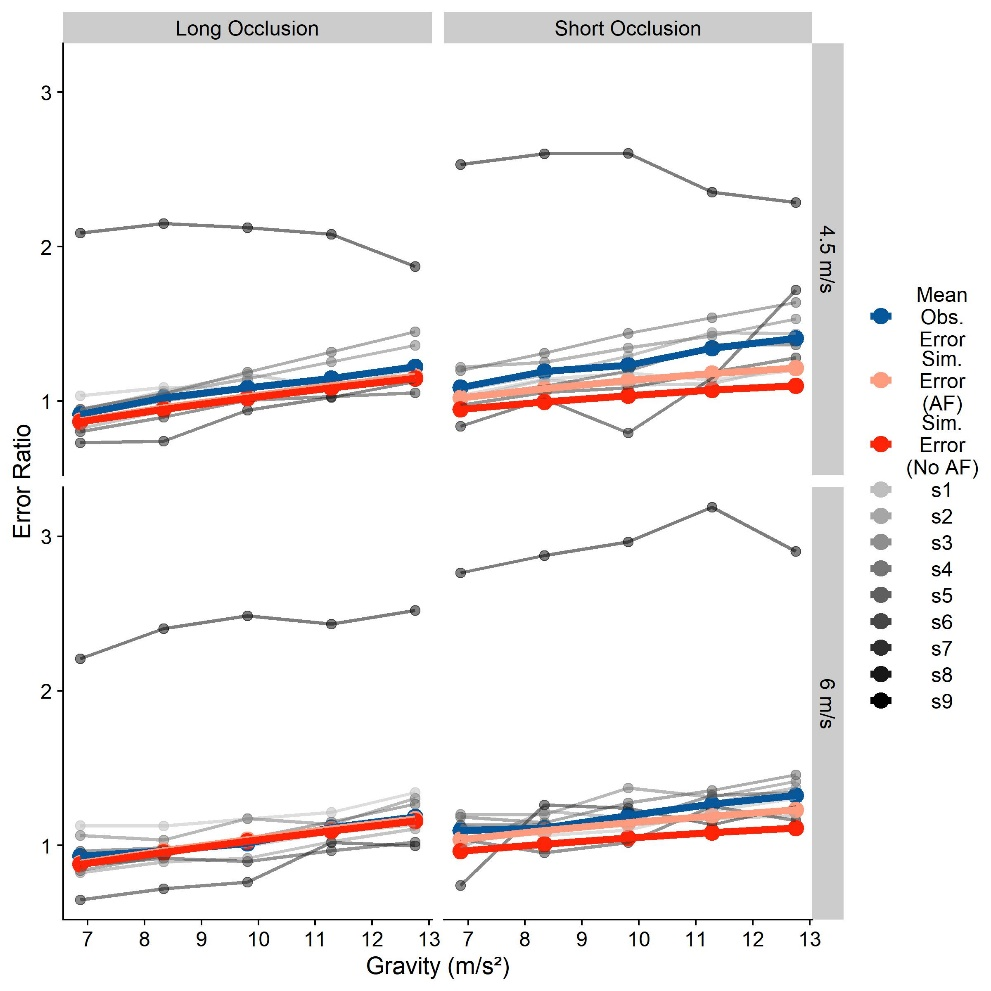 Long Occlusion
Short Occlusion
3
2
1
4.5 m/s
3
2
1
6 m/s
Error Ratio
7 8 9 10 11 12 13
7 8 9 10 11 12 13
Gravity (m/s²)
Mean
Obs.
Error
Sim.
Error
(AF)
Sim.
Error
(No AF)
s1
s2
s3
s4
s5
s6
s7
s8
s9